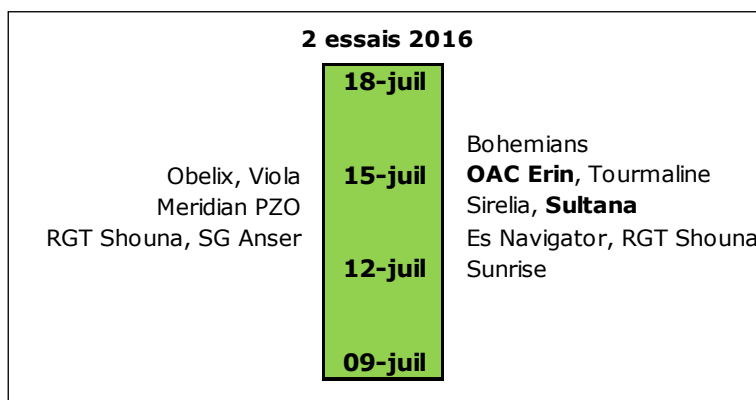 2 essais 2016
18-juil
Bohemians
Obelix, Viola 15-juil OAC Erin, Tourmaline
Meridian PZO Sirelia, Sultana
RGT Shouna, SG Anser Es Navigator, RGT Shouna
12-juil Sunrise
09-juil